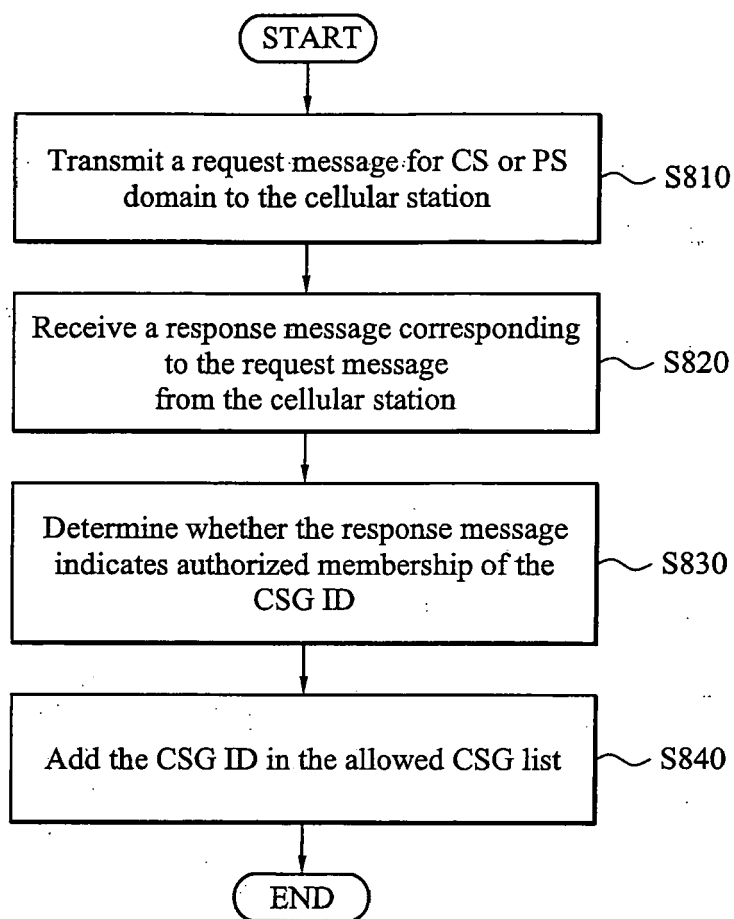 START
Transmit a request message for CS or PS
domain to the cellular station
S810
Receive a response message corresponding
to the request message
from the cellular station
S820
Determine whether the response message
indicates authorized membership of the
CSG ID
S830
Add the CSG ID in the allowed CSG list
S840
END